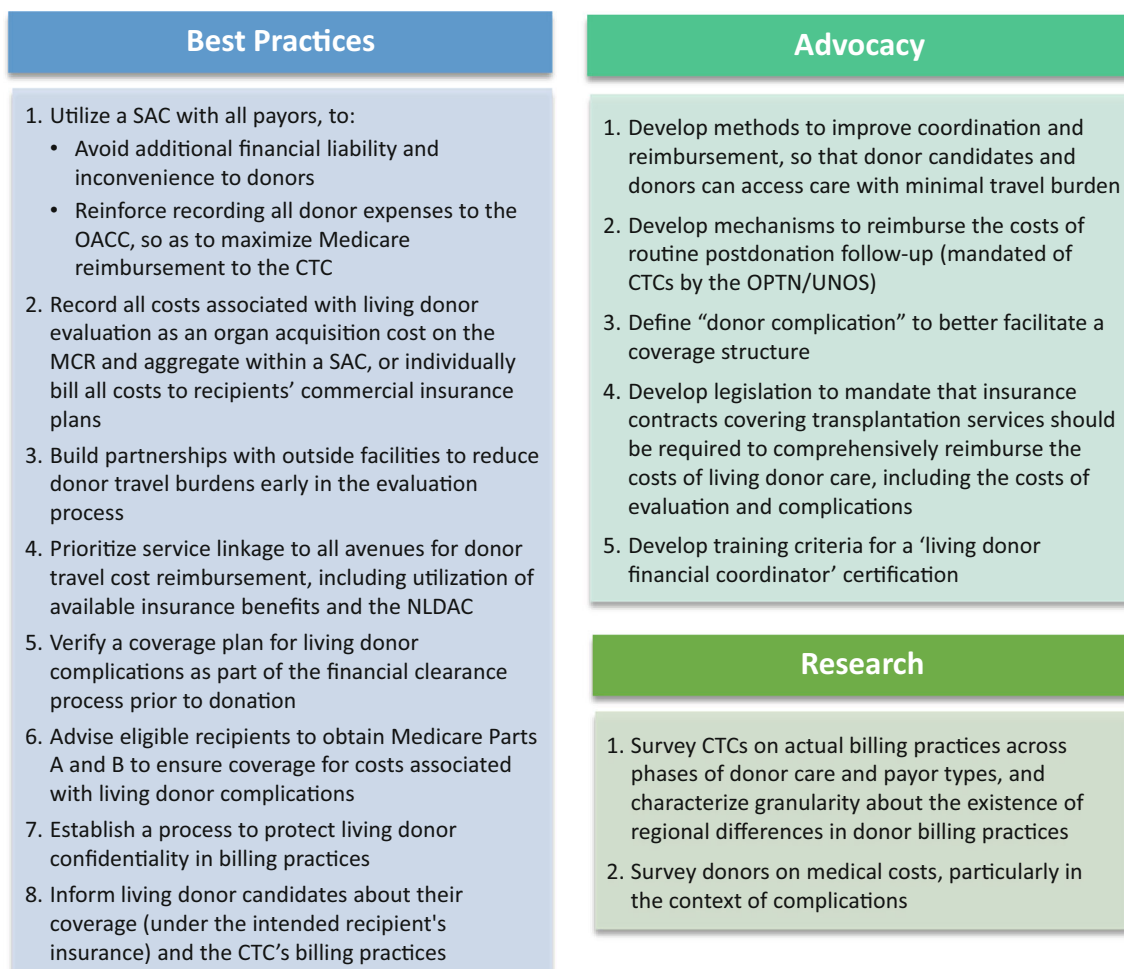 Best Practices
1. Utilize a SAC with all payors, to:
• Avoid additional financial liability and
inconvenience to donors
• Reinforce recording all donor expenses to the
OACC, so as to maximize Medicare
reimbursement to the CTC
2. Record all costs associated with living donor
evaluation as an organ acquisition cost on the
MCR and aggregate within a SAC, or individually
bill all costs to recipients’ commercial insurance
plans
3. Build partnerships with outside facilities to reduce
donor travel burdens early in the evaluation
process
4. Prioritize service linkage to all avenues for donor
travel cost reimbursement, including utilization of
available insurance benefits and the NLDAC
5. Verify a coverage plan for living donor
complications as part of the financial clearance
process prior to donation
6. Advise eligible recipients to obtain Medicare Parts
A and B to ensure coverage for costs associated
with living donor complications
7. Establish a process to protect living donor
confidentiality in billing practices
8. Inform living donor candidates about their
coverage (under the intended recipient's
insurance) and the CTC’s billing practices
Advocacy
1. Develop methods to improve coordination and
reimbursement, so that donor candidates and
donors can access care with minimal travel burden
2. Develop mechanisms to reimburse the costs of
routine postdonation follow-up (mandated of
CTCs by the OPTN/UNOS)
3. Define “donor complication” to better facilitate a
coverage structure
4. Develop legislation to mandate that insurance
contracts covering transplantation services should
be required to comprehensively reimburse the
costs of living donor care, including the costs of
evaluation and complications
5. Develop training criteria for a ‘living donor
financial coordinator’ certification
Research
1. Survey CTCs on actual billing practices across
phases of donor care and payor types, and
characterize granularity about the existence of
regional differences in donor billing practices
2. Survey donors on medical costs, particularly in
the context of complications